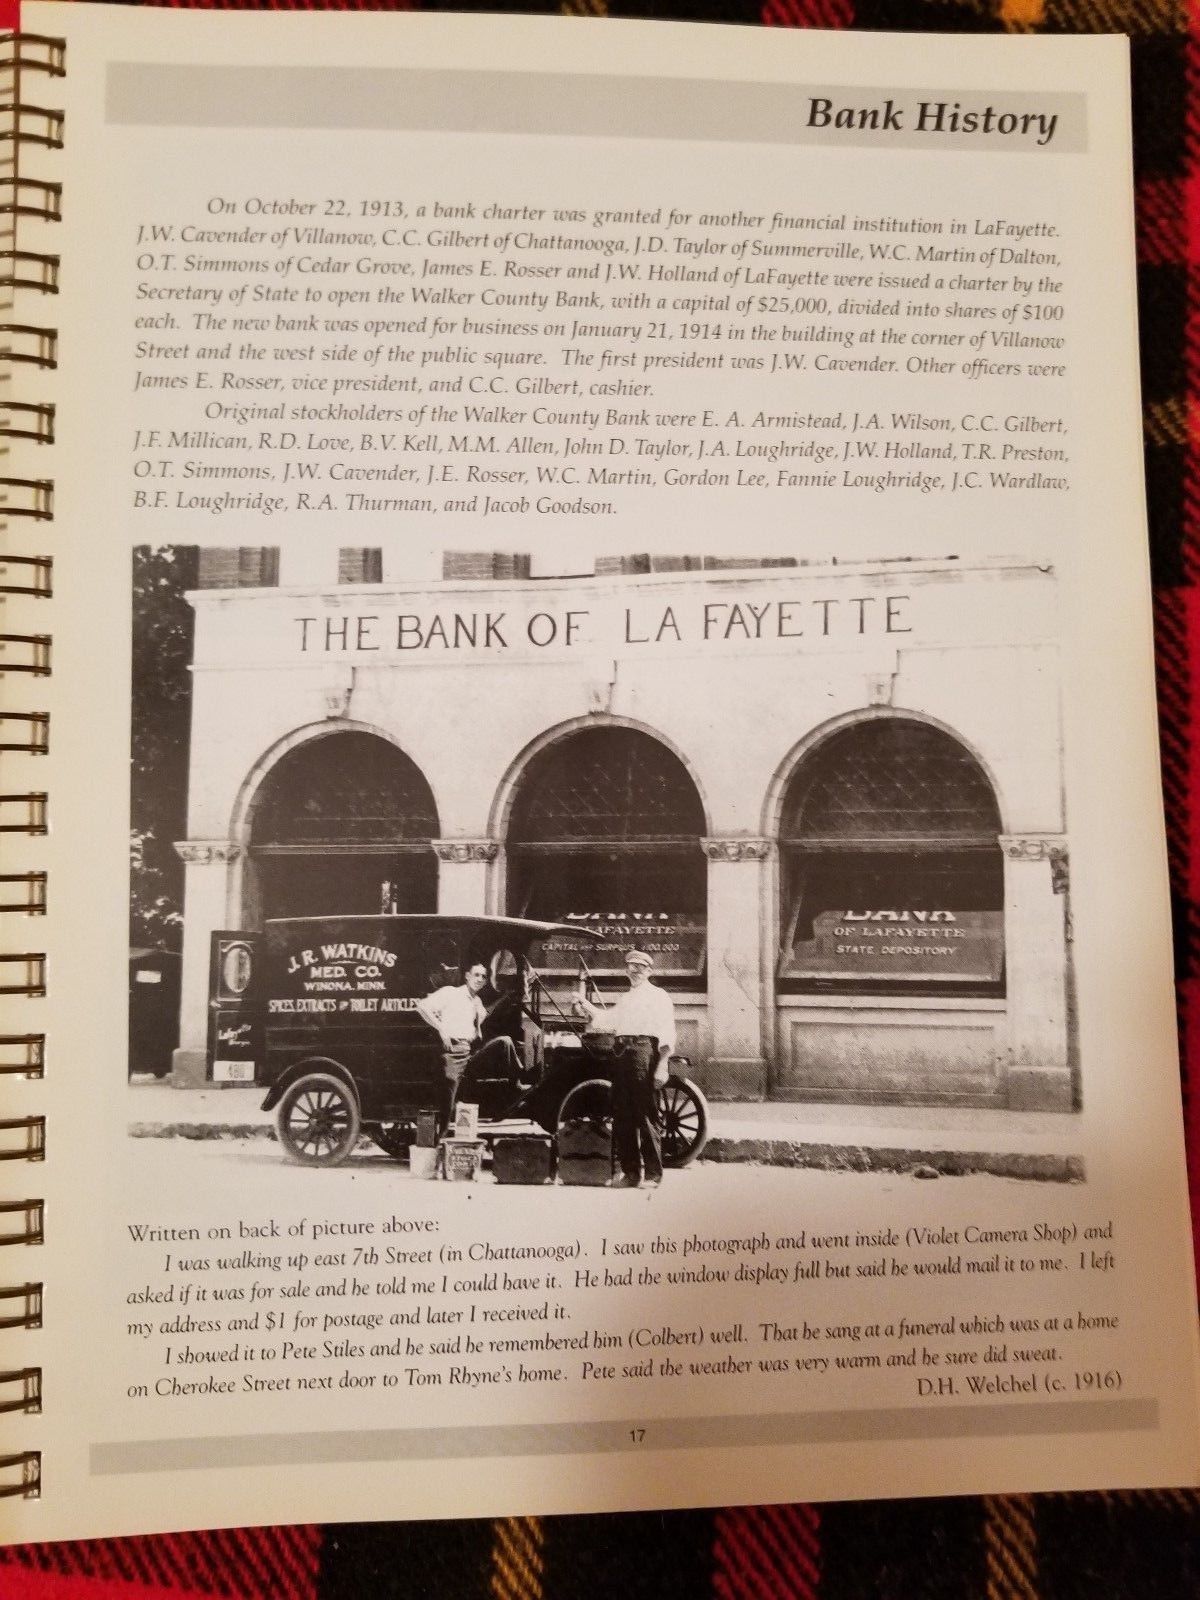 Bank History
On October 22, 1913, a bank charter was granted for another financial institution in LaFayette.
J.W. Cavender of Villanow, C.C. Gilbert of Chattanooga, J.D. Taylor of Summerville, W.C. Martin of Dalton,
O.T. Simmons of Cedar Grove, James E. Rosser and J.W. Holland of LaFayette were issued a charter by the
Secretary of State to open the Walker County Bank, with a capital of $25,000, divided into shares of $100
each. The new bank was opened for business on January 21, 1914 in the building at the corner of Villanow
Street and the west side of the public square. The first president was J.W. Cavender. Other officers were
James E. Rosser, vice president, and C.C. Gilbert, cashier.
Original stockholders of the Walker County Bank were E. A. Armistead, J.A. Wilson, C.C. Gilbert,
J.F. Millican, R.D. Love, B.V. Kell, M.M. Allen, John D. Taylor, J.A. Loughridge, J.W. Holland, T.R. Preston,
O.T. Simmons, J.W. Cavender, J.E. Rosser, W.C. Martin, Gordon Lee, Fannie Loughridge, J.C. Wardlaw,
B.F. Loughridge, R.A. Thurman, and Jacob Goodson.
THE BANK OF LA FAYETTE
BANK
LAFAYETTE
CAPITAL AND SURPLUS
BANK
OF LAFAYETTE
STATE DEPOSITORY
J. R. WATKINS
MED. CO.
WINONA. MINN.
SPICES, EXTRACTS TOILET ARTICLES
Lafayette
Written on back of picture above:
I was walking up east 7th Street (in Chattanooga). I saw this photograph and went inside (Violet Camera Shop) and
asked if it was for sale and he told me I could have it. He had the window display full but said he would mail it to me. I left
my address and $1 for postage and later I received it.
I showed it to Pete Stiles and he said he remembered him (Colbert) well. That he sang at a funeral which was at a home
on Cherokee Street next door to Tom Rhyne's home. Pete said the weather was very warm and he sure did sweat.
D.H. Welchel (c. 1916)
17